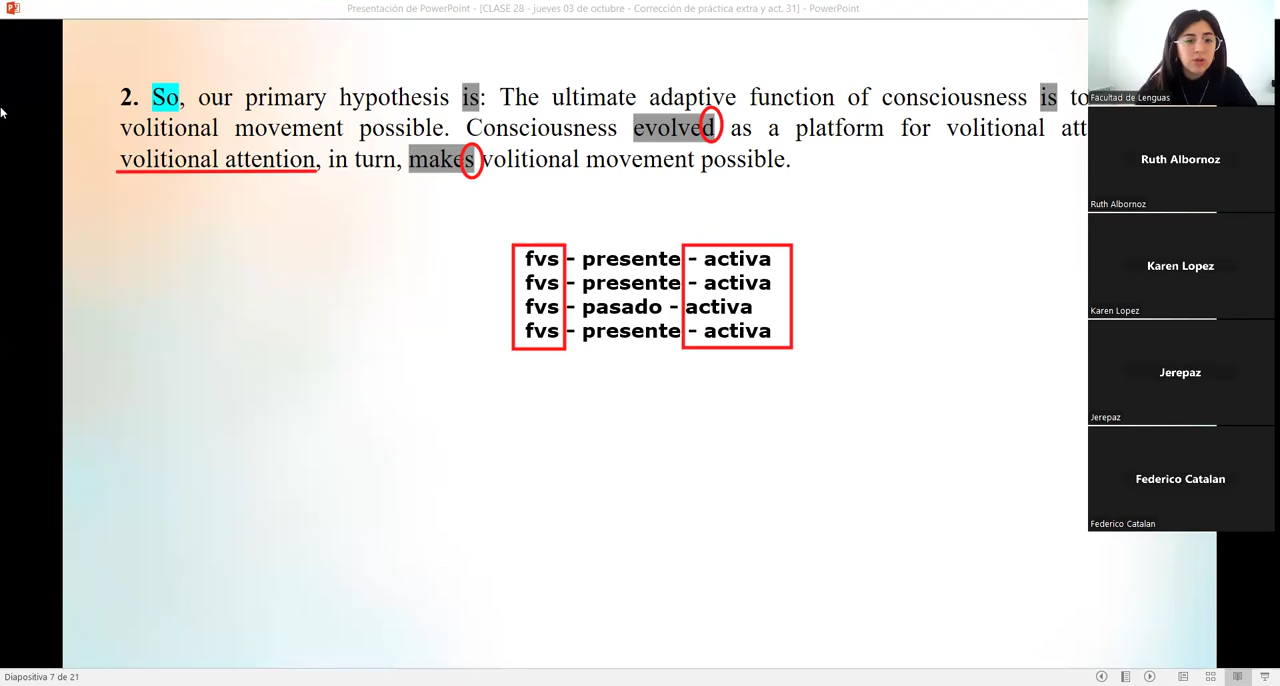 Presentación de PowerPoint - [CLASE 28 - jueves 03 de octubre - Corrección de práctica extra y act. 31] - PowerPoint
2. So, our primary hypothesis is: The ultimate adaptive function of consciousness is to
volitional movement possible. Consciousness evolved as a platform for volitional att
volitional attention, in turn, makes volitional movement possible.
fvs - presente - activa
fvs - presente - activa
fvs - pasado - activa
fvs - presente - activa
Facultad de Lenguas
Ruth Albornoz
Ruth Albornoz
Karen Lopez
Karen Lopez
Jerepaz
Jerepaz
Federico Catalan
Federico Catalan
Diapositiva 7 de 21